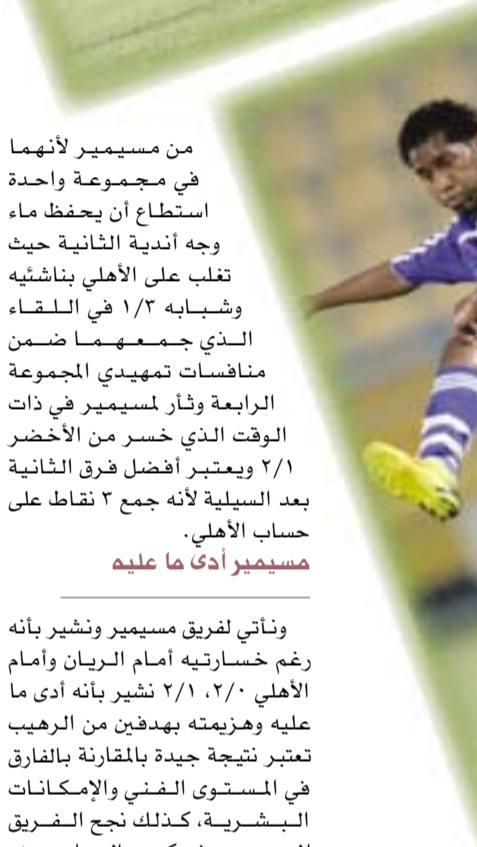 من مسيمير لأنهما
في مجموعة واحدة
استطاع أن يحفظ ماء
وجه أندية الثانية حيث
تغلب على الأهلي بناشئيه
وشبابه ١/٣ في اللقاء
الذي جمعهما ضمن
منافسات تمهيدي المجموعة
الرابعة وثأر لمسيمير في ذات
الوقت الذي خسر من الأخضر
٢/١ ويعتبر أفضل فرق الثانية
بعد السيلية لأنه جمع ٣ نقاط على
حساب الأهلي.
مسيمير أدى ما عليه
ونأتي لفريق مسيمير ونشير بأنه
رغم خسارتيه أمام الريان وأمام
الأهلي ٢/٠، ٢/١ نشير بأنه أدى ما
عليه وهزيمته بهدفين من الرهيب
تعتبر نتيجة جيدة بالمقارنة بالفارق
في المستوى الفني والإمكانات
البشرية، كذلك نجح الفريق